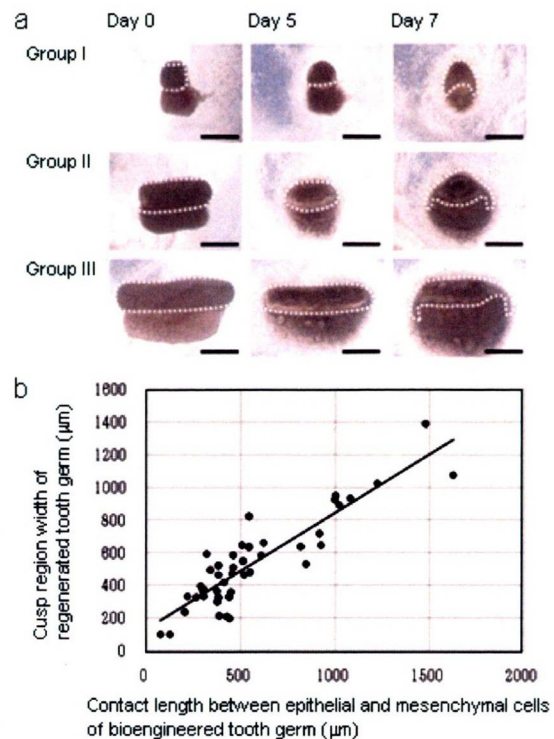 a
Day 0 Day 5 Day 7
Group I
Group II
Group III
b
1600
1400
1200
1000
800
600
400
200
0
0 500 1000 1500 2000
Cusp region width of
regenerated tooth germ (μm)
Contact length between epithelial and mesenchymal cells
of bioengineered tooth germ (μm)